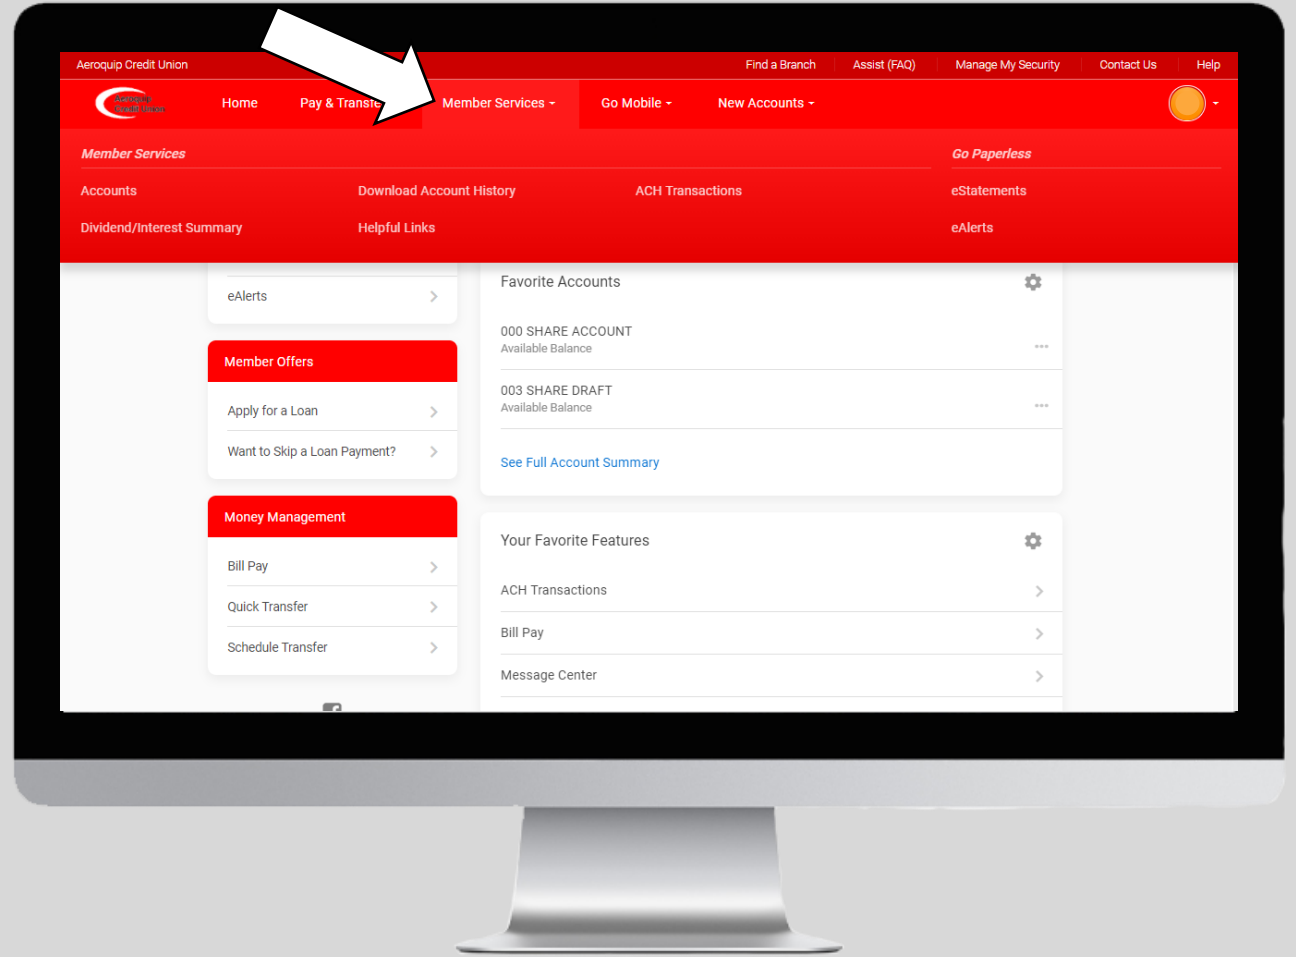 Aeroquip Credit Union
Find a Branch Assist (FAQ) Manage My Security Contact Us Help
Aeroquip
Credit Union
Home Pay & Transfe Member Services Go Mobile New Accounts
Member Services Go Paperless
Accounts Download Account History ACH Transactions eStatements
Dividend/Interest Summary Helpful Links eAlerts
eAlerts
Member Offers
Apply for a Loan
Want to Skip a Loan Payment?
Money Management
Bill Pay
Quick Transfer
Schedule Transfer
Favorite Accounts
000 SHARE ACCOUNT
Available Balance
003 SHARE DRAFT
Available Balance
See Full Account Summary
Your Favorite Features
ACH Transactions
Bill Pay
Message Center